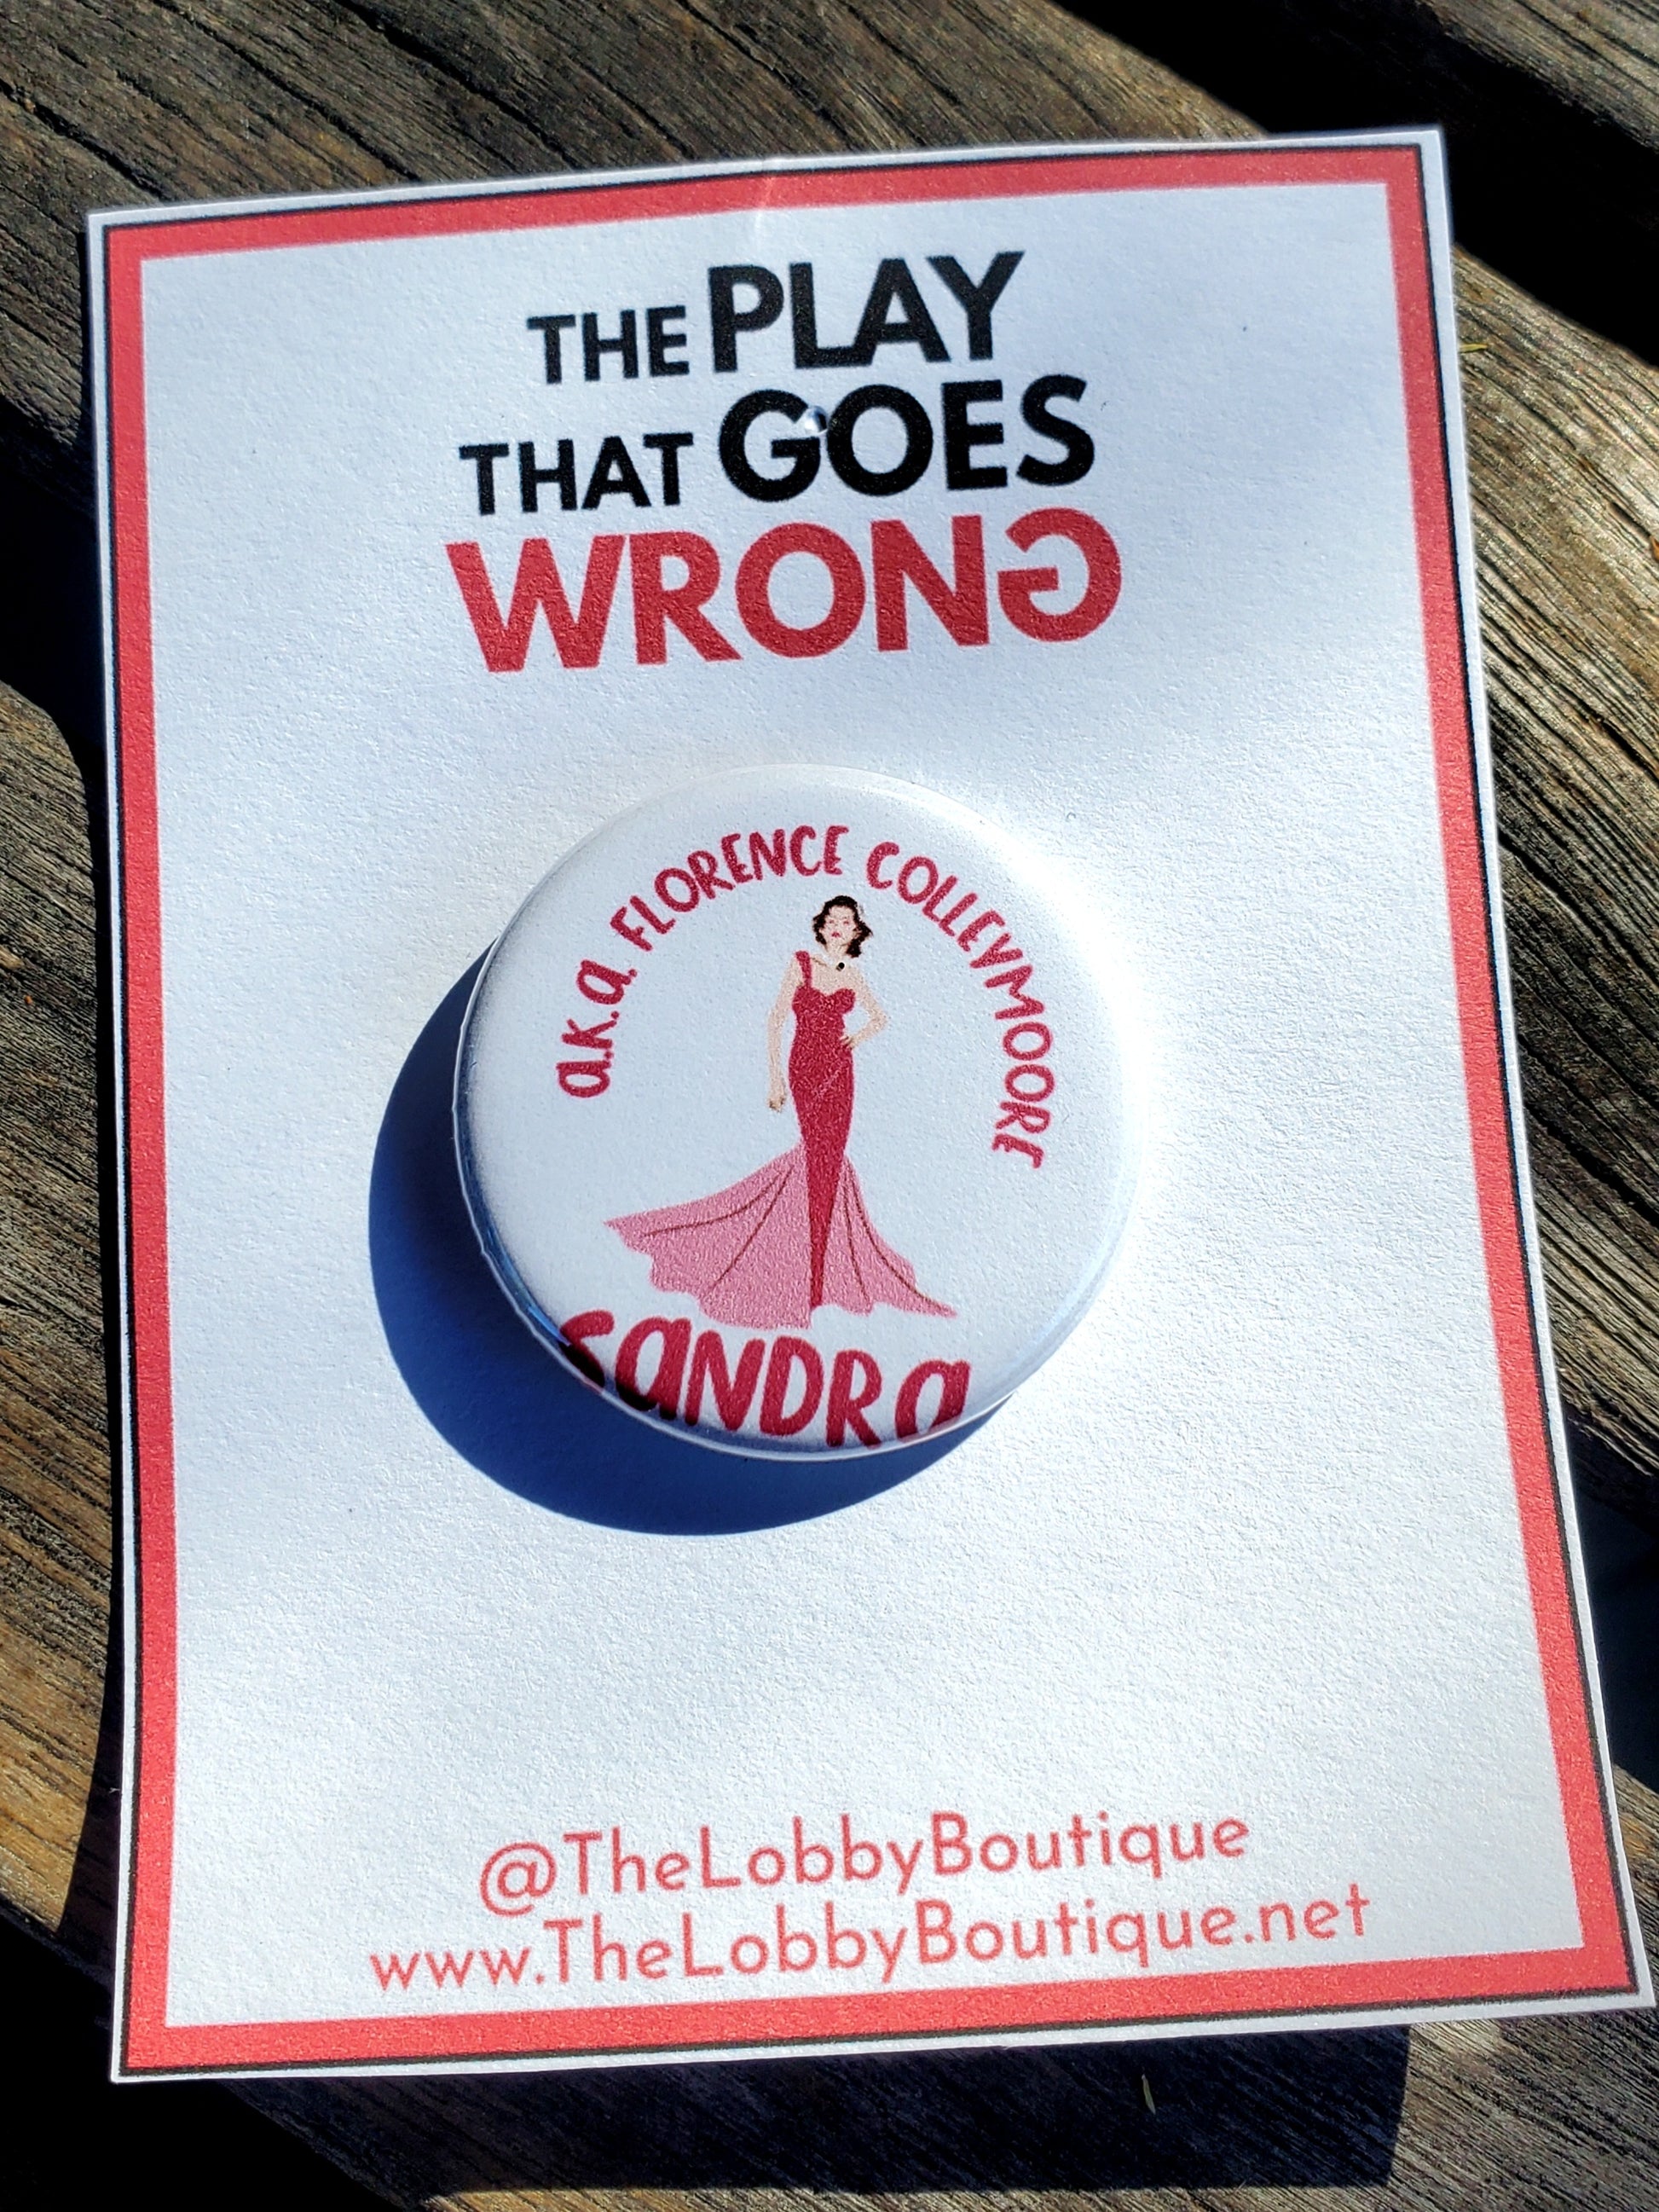 THE PLAY
THAT GOES
WRONG
a.k.a. FLORENCE COLLEYMOORE
SANDRA
@TheLobbyBoutique
www.TheLobbyBoutique.net